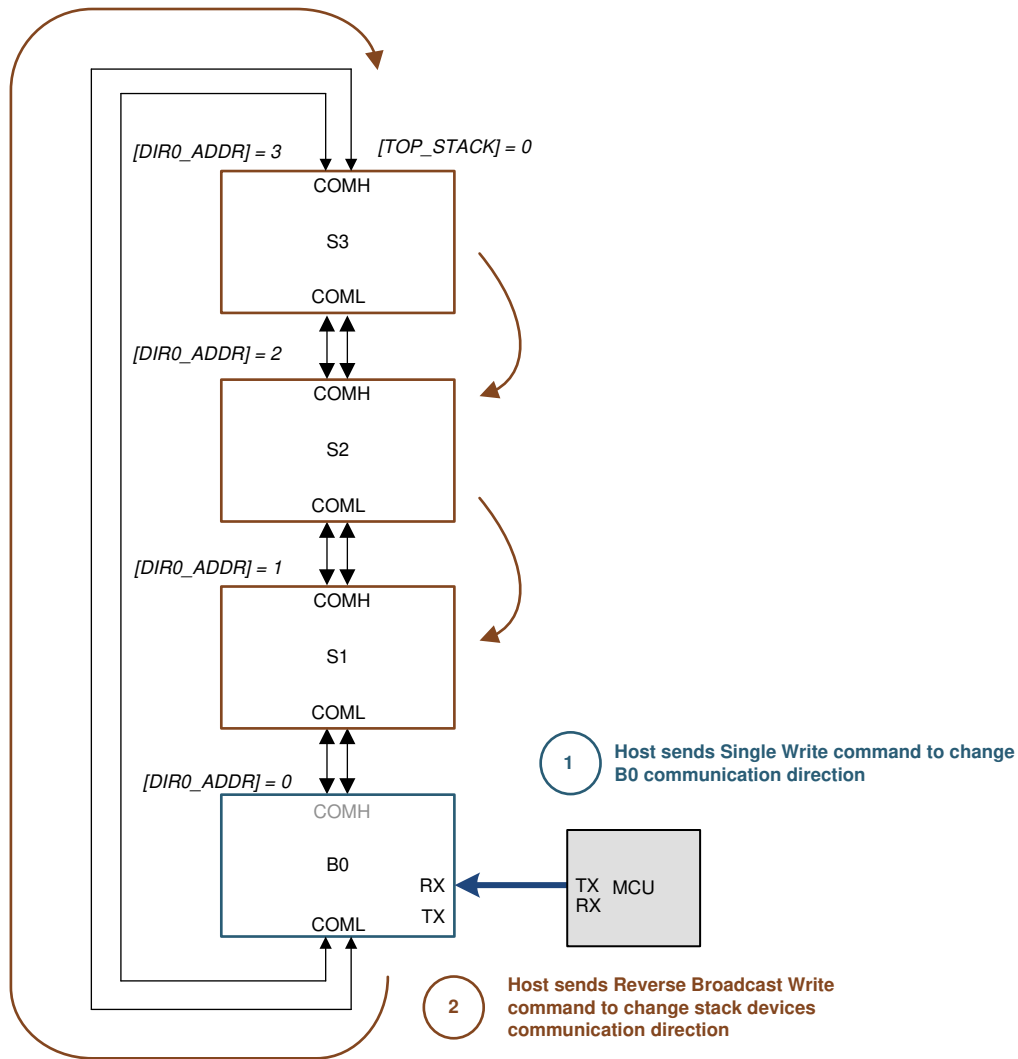 [DIR0_ADDR] = 3
[TOP_STACK] = 0
COMH
S3
COML
[DIR0_ADDR] = 2
COMH
S2
COML
[DIR0_ADDR] = 1
COMH
S1
COML
1
Host sends Single Write command to change
B0 communication direction
[DIR0_ADDR] = 0
COMH
B0
RX
TX
COML
TX MCU
RX
2
Host sends Reverse Broadcast Write
command to change stack devices
communication direction